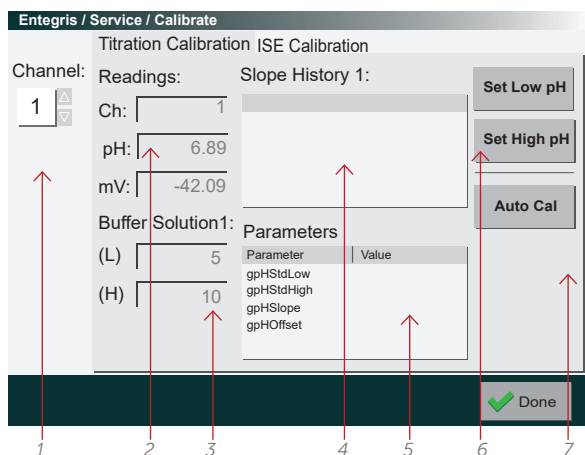 Entegris / Service / Calibrate
Titration Calibration ISE Calibration
Channel:
1
Readings:
Ch: 1
pH: 6.89
mV: -42.09
Buffer Solution1:
(L) 5
(H) 10
Slope History 1:
Parameters
Parameter Value
gpHStdLow
gpHStdHigh
gpHSlope
gpHOffset
Set Low pH
Set High pH
Auto Cal
Done
1 2 3 4 5 6 7